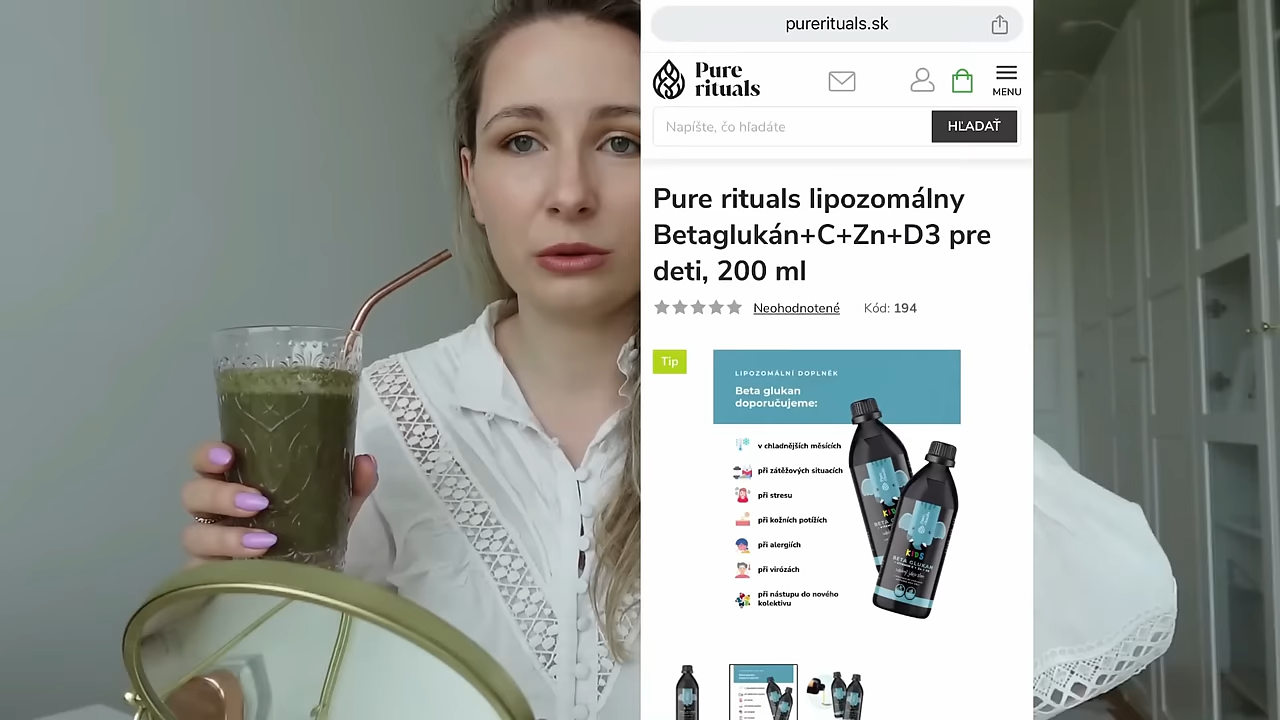 purerituals.sk
Pure
rituals
MENU
Napíšte, čo hľadáte
HĽADAŤ
Pure rituals lipozomálny
Betaglukán+C+Zn+D3 pre
deti, 200 ml
Neohodnotené
Kód: 194
Tip
LIPOZOMÁLNÍ DOPLNĚK
Beta glukan
doporučujeme:
v chladnějších měsících
při zátěžových situacích
při stresu
při kožních potížích
při alergiích
při virózách
při nástupu do nového
kolektivu
KIDS
BETA GLUKAN